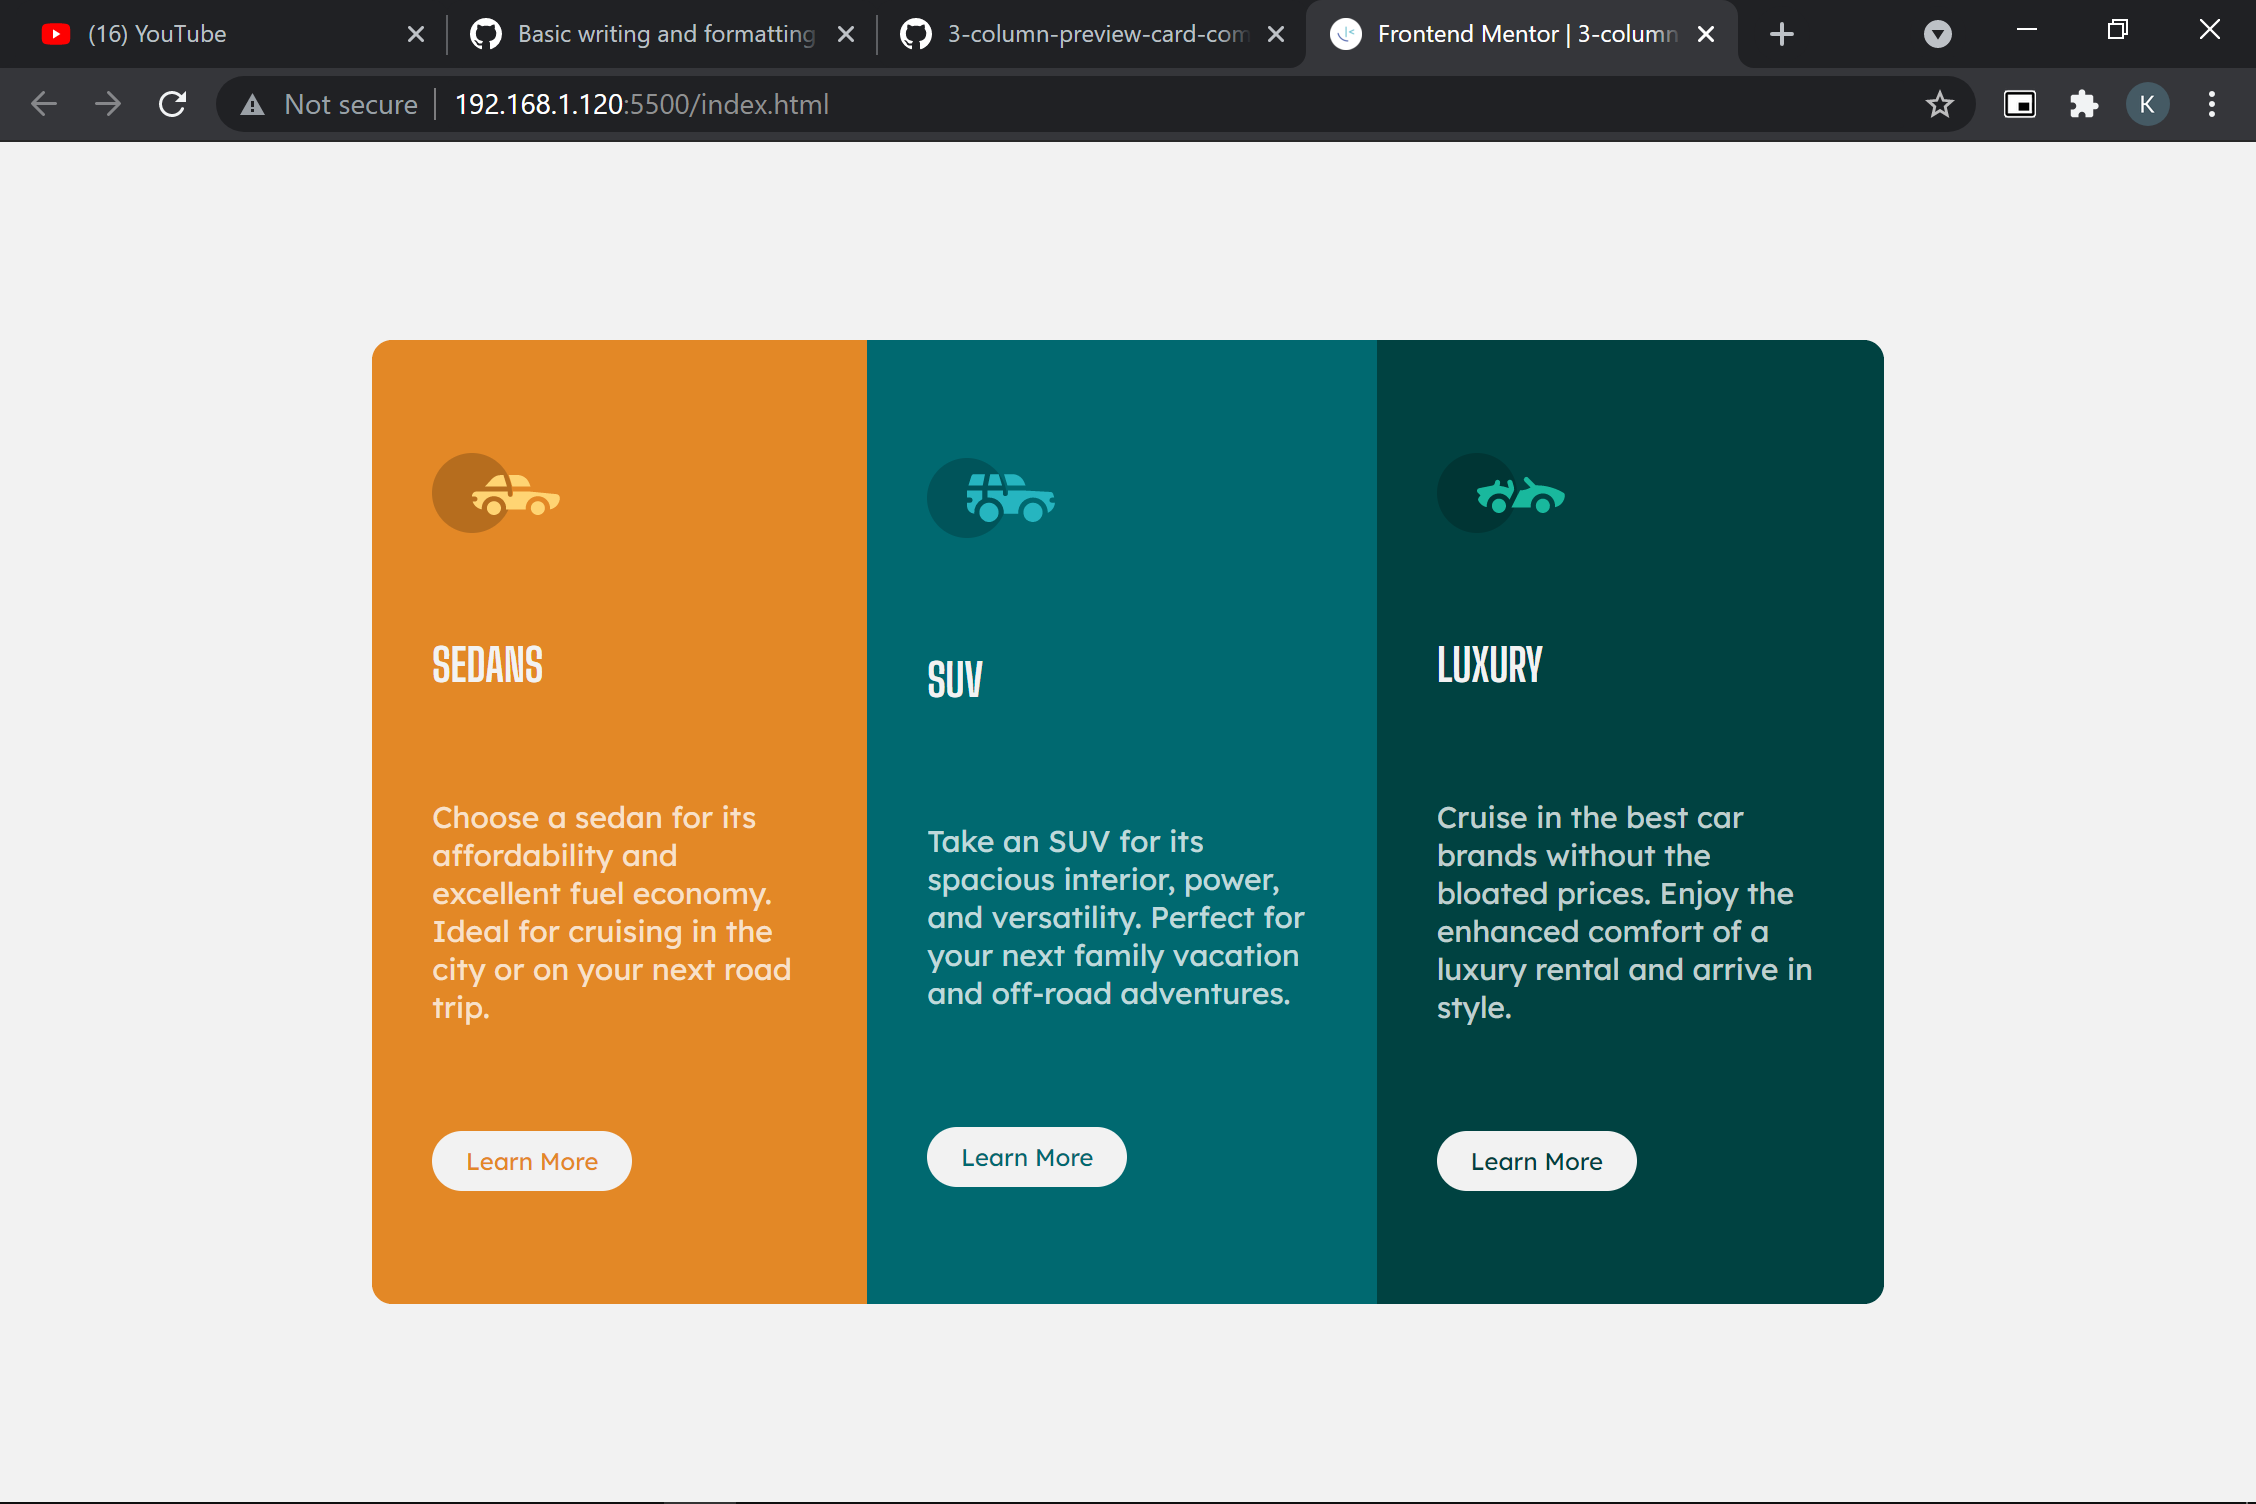 (16) YouTube
Basic writing and formatting
3-column-preview-card-com
Frontend Mentor | 3-column
Not secure
192.168.1.120:5500/index.html
K
SEDANS
Choose a sedan for its
affordability and
excellent fuel economy.
Ideal for cruising in the
city or on your next road
trip.
Learn More
SUV
Take an SUV for its
spacious interior, power,
and versatility. Perfect for
your next family vacation
and off-road adventures.
Learn More
LUXURY
Cruise in the best car
brands without the
bloated prices. Enjoy the
enhanced comfort of a
luxury rental and arrive in
style.
Learn More